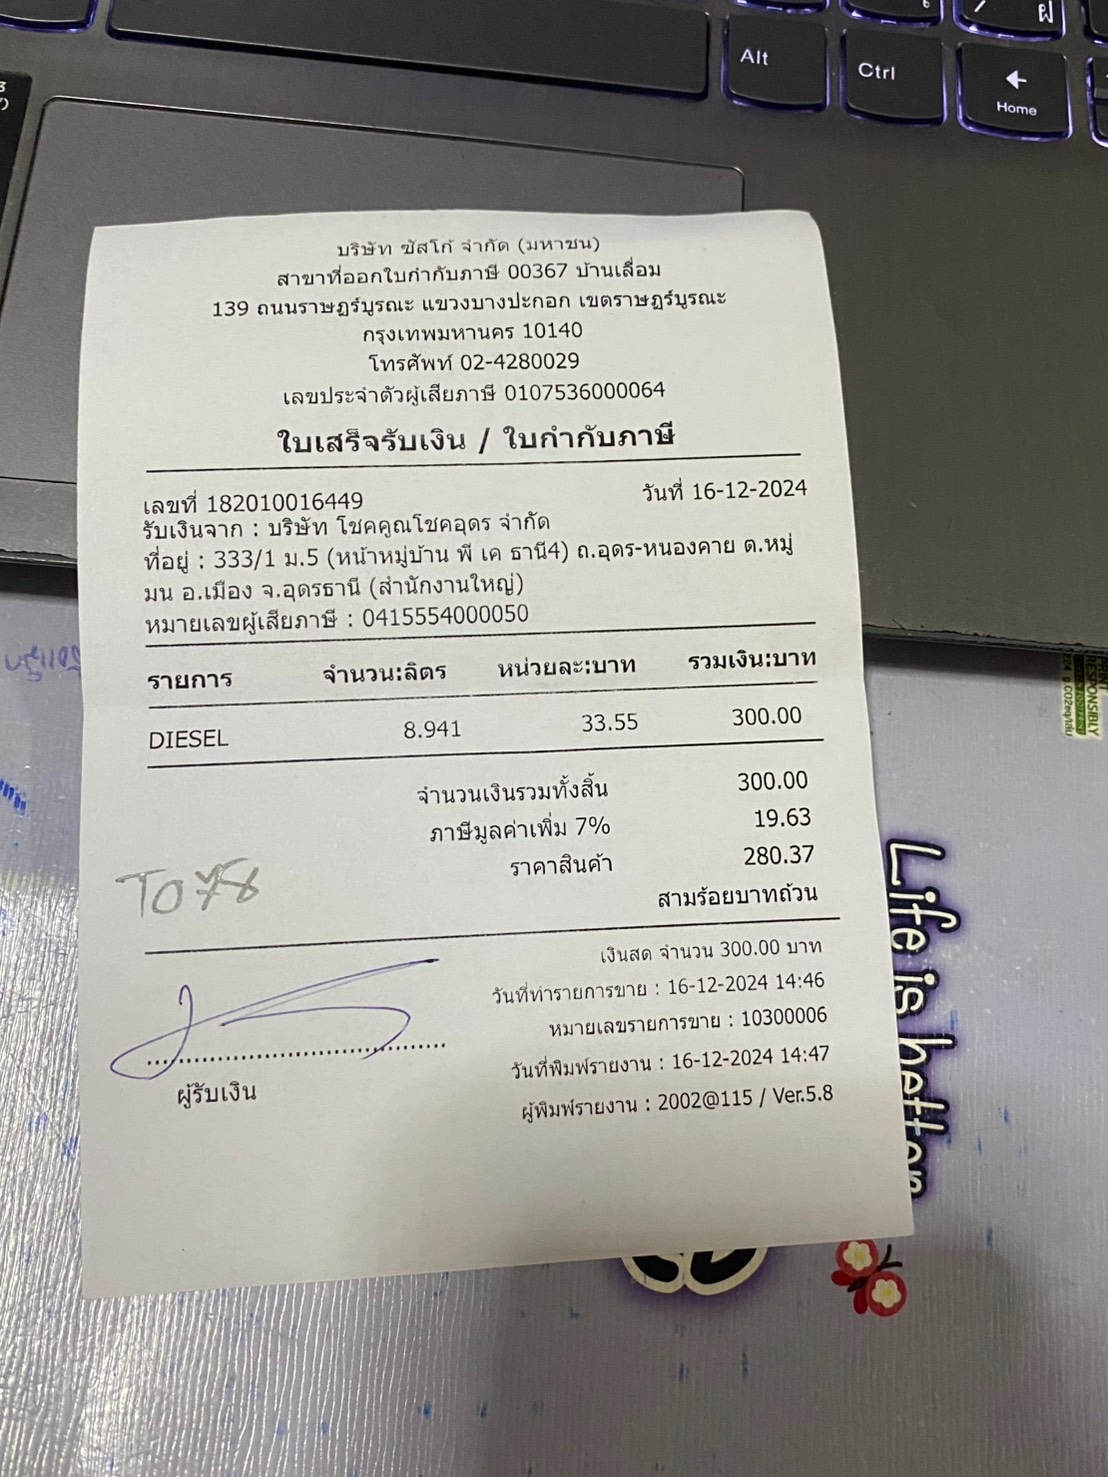 Alt
Ctrl
ฝ
Home
บริษัท ซัสโก้ จำกัด (มหาชน)
สาขาที่ออกใบกำกับภาษี 00367 บ้านเลื่อม
139 ถนนราษฎร์บูรณะ แขวงบางปะกอก เขตราษฎร์บูรณะ
กรุงเทพมหานคร 10140
โทรศัพท์ 02-4280029
เลขประจำตัวผู้เสียภาษี 0107536000064
ใบเสร็จรับเงิน / ใบกำกับภาษี
เลขที่ 182010016449 วันที่ 16-12-2024
รับเงินจาก : บริษัท โชคคูณโชคอุดร จำกัด
ที่อยู่ : 333/1 ม.5 (หน้าหมู่บ้าน พี เค ธานี4) ถ.อุดร-หนองคาย ต.หมู่
มน อ.เมือง จ.อุดรธานี (สำนักงานใหญ่)
หมายเลขผู้เสียภาษี : 0415554000050
รายการ จำนวน:ลิตร หน่วยละ:บาท รวมเงิน:บาท
DIESEL 8.941 33.55 300.00
จำนวนเงินรวมทั้งสิ้น 300.00
ภาษีมูลค่าเพิ่ม 7% 19.63
ราคาสินค้า 280.37
สามร้อยบาทถ้วน
TO78
เงินสด จำนวน 300.00 บาท
วันที่ทำรายการขาย : 16-12-2024 14:46
หมายเลขรายการขาย : 10300006
วันที่พิมพ์รายงาน : 16-12-2024 14:47
ผู้พิมพ์รายงาน : 2002@115 / Ver.5.8
ผู้รับเงิน
Life is better